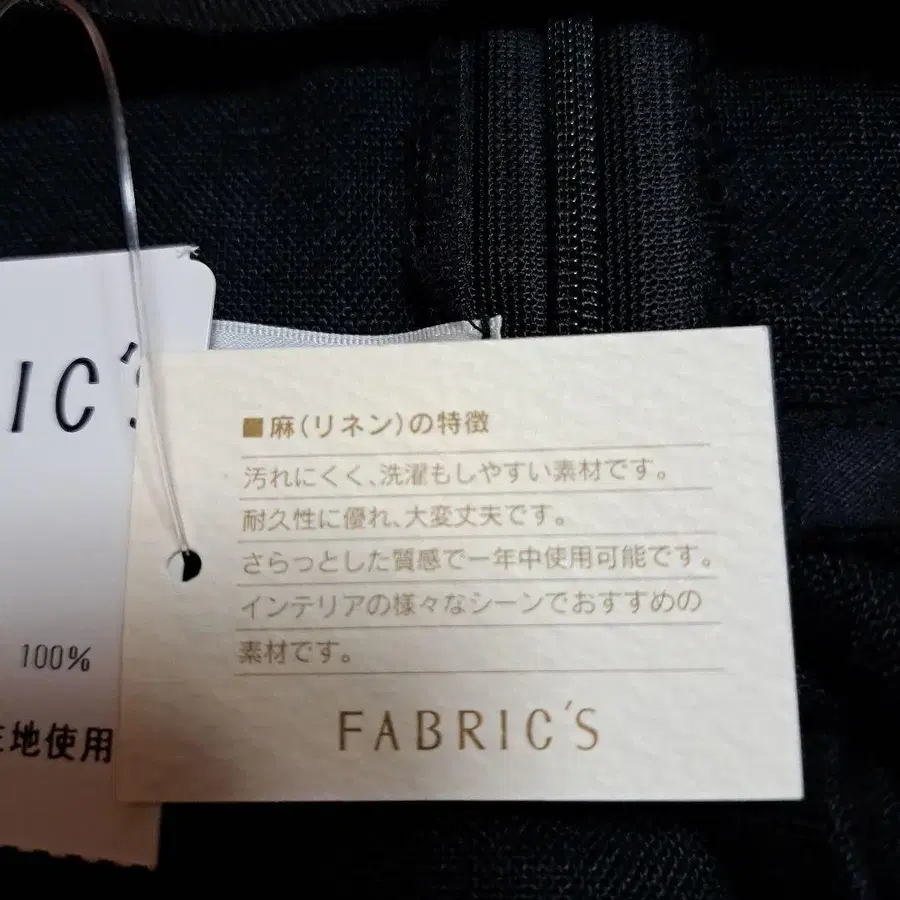 IC'S
100%
地使用
■麻(リネン)の特徴
汚れにくく、洗濯もしやすい素材です。
耐久性に優れ、大変丈夫です。
さらっとした質感で一年中使用可能です。
インテリアの様々なシーンでおすすめの
素材です。
FABRIC'S